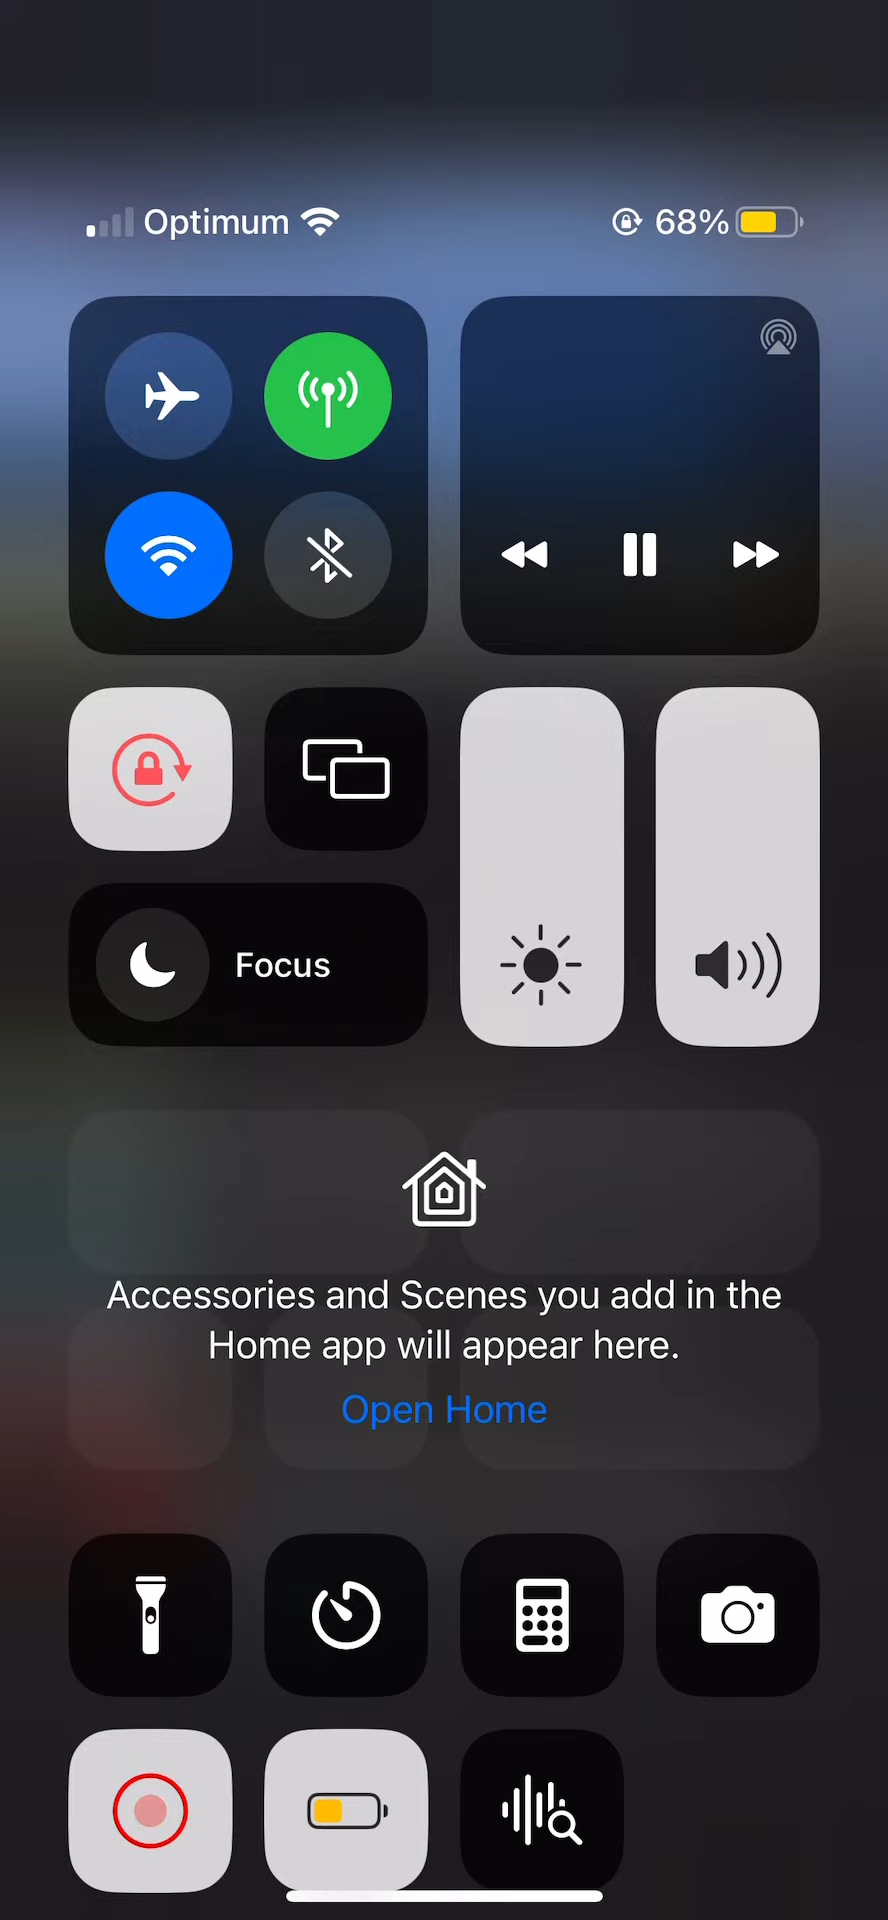 Optimum
68%
Focus
Accessories and Scenes you add in the
Home app will appear here.
Open Home